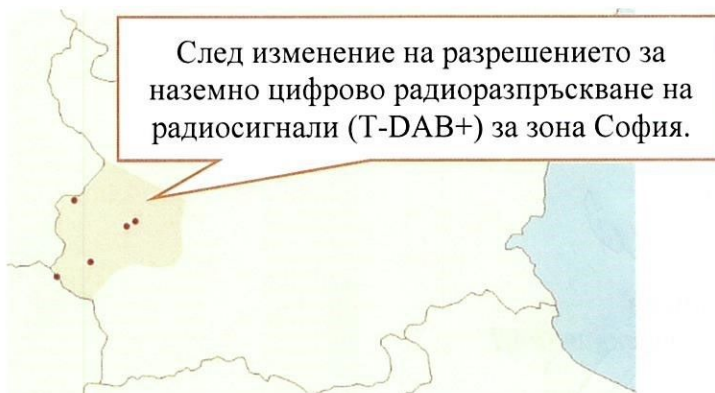 След изменение на разрешението за
наземно цифрово радиоразпръскване на
радиосигнали (T-DAB+) за зона София.